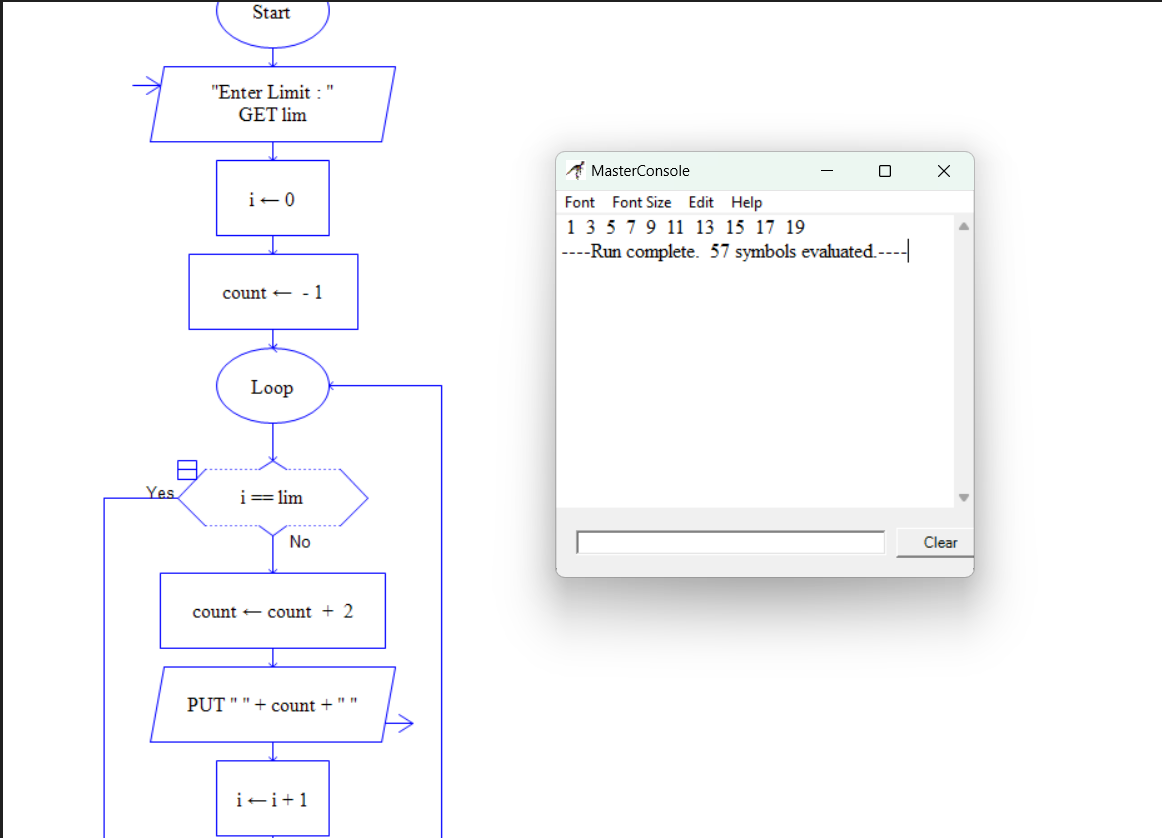 Start
"Enter Limit : "
GET lim
i ← 0
count ← - 1
Loop
Yes
i == lim
No
count ← count + 2
PUT " " + count + " "
i ← i + 1
MasterConsole
Font Font Size Edit Help
1 3 5 7 9 11 13 15 17 19
----Run complete. 57 symbols evaluated.----
Clear